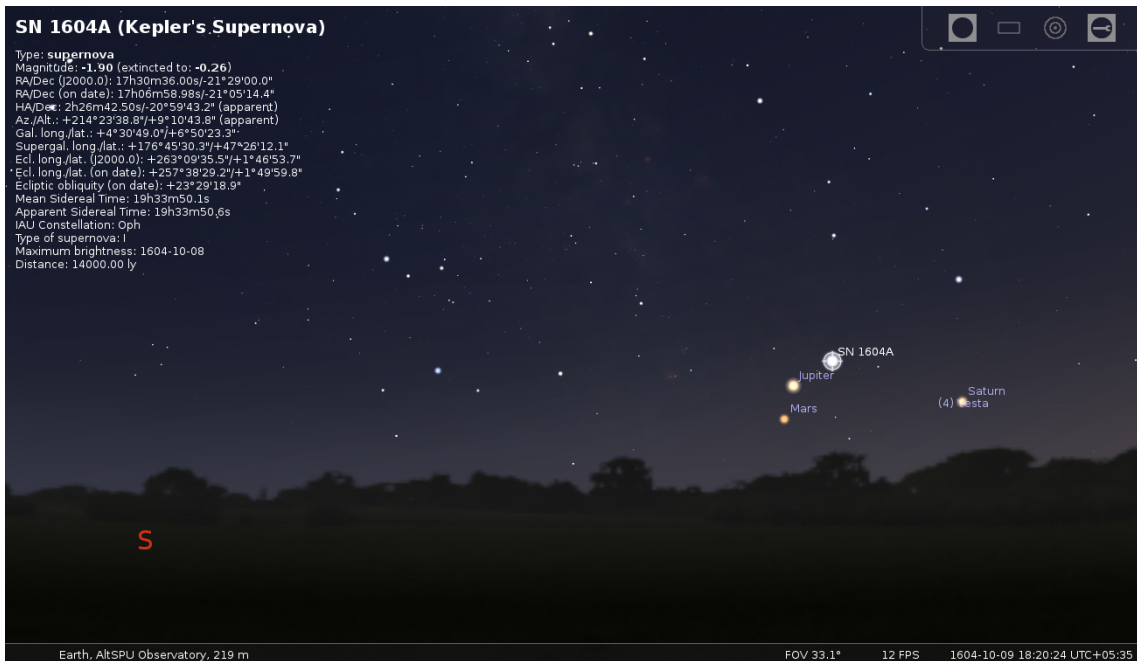 SN 1604A (Kepler's Supernova)
Type: supernova
Magnitude: -1.90 (extincted to: -0.26)
RA/Dec (J2000.0): 17h30m36.00s/-21°29'00.0"
RA/Dec (on date): 17h06m58.98s/-21°05'14.4"
HA/Dec: 2h26m42.50s/-20°59'43.2" (apparent)
Az./Alt.: +214°23'38.8"/+9°10'43.8" (apparent)
Gal. long./lat.: +4°30'49.0"/+6°50'23.3"
Supergal. long./lat.: +176°45'30.3"/+47°26'12.1"
Ecl. long./lat. (J2000.0): +263°09'35.5"/+1°46'53.7"
Ecl. long./lat. (on date): +257°38'29.2"/+1°49'59.8"
Ecliptic obliquity (on date): +23°29'18.9"
Mean Sidereal Time: 19h33m50.1s
Apparent Sidereal Time: 19h33m50.6s
IAU Constellation: Oph
Type of supernova: I
Maximum brightness: 1604-10-08
Distance: 14000.00 ly
SN 1604A
Jupiter
Saturn
(4) Vesta
Mars
S
Earth, AltSPU Observatory, 219 m FOV 33.1° 12 FPS 1604-10-09 18:20:24 UTC+05:35